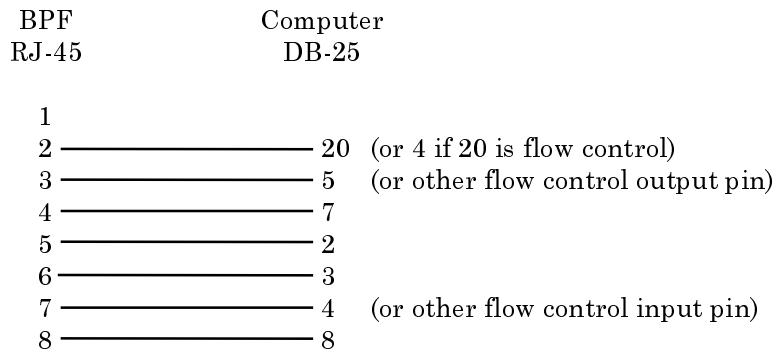 BPF Computer
RJ-45 DB-25
1
2 20 (or 4 if 20 is flow control)
3 5 (or other flow control output pin)
4 7
5 2
6 3
7 4 (or other flow control input pin)
8 8